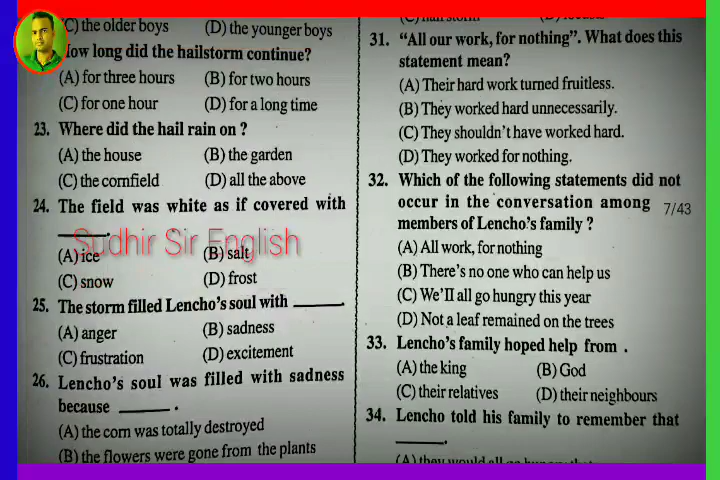 (C) the older boys (D) the younger boys
How long did the hailstorm continue?
(A) for three hours (B) for two hours
(C) for one hour (D) for a long time
23. Where did the hail rain on ?
(A) the house (B) the garden
(C) the cornfield (D) all the above
24. The field was white as if covered with
______.
Sudhir Sir English
(A) ice (B) salt
(C) snow (D) frost
25. The storm filled Lencho's soul with ______.
(A) anger (B) sadness
(C) frustration (D) excitement
26. Lencho's soul was filled with sadness
because ______ .
(A) the corn was totally destroyed
(B) the flowers were gone from the plants
31. “All our work, for nothing”. What does this
statement mean?
(A) Their hard work turned fruitless.
(B) They worked hard unnecessarily.
(C) They shouldn't have worked hard.
(D) They worked for nothing.
32. Which of the following statements did not
occur in the conversation among
7/43
members of Lencho's family ?
(A) All work, for nothing
(B) There's no one who can help us
(C) We'll all go hungry this year
(D) Not a leaf remained on the trees
33. Lencho's family hoped help from .
(A) the king (B) God
(C) their relatives (D) their neighbours
34. Lencho told his family to remember that
______.